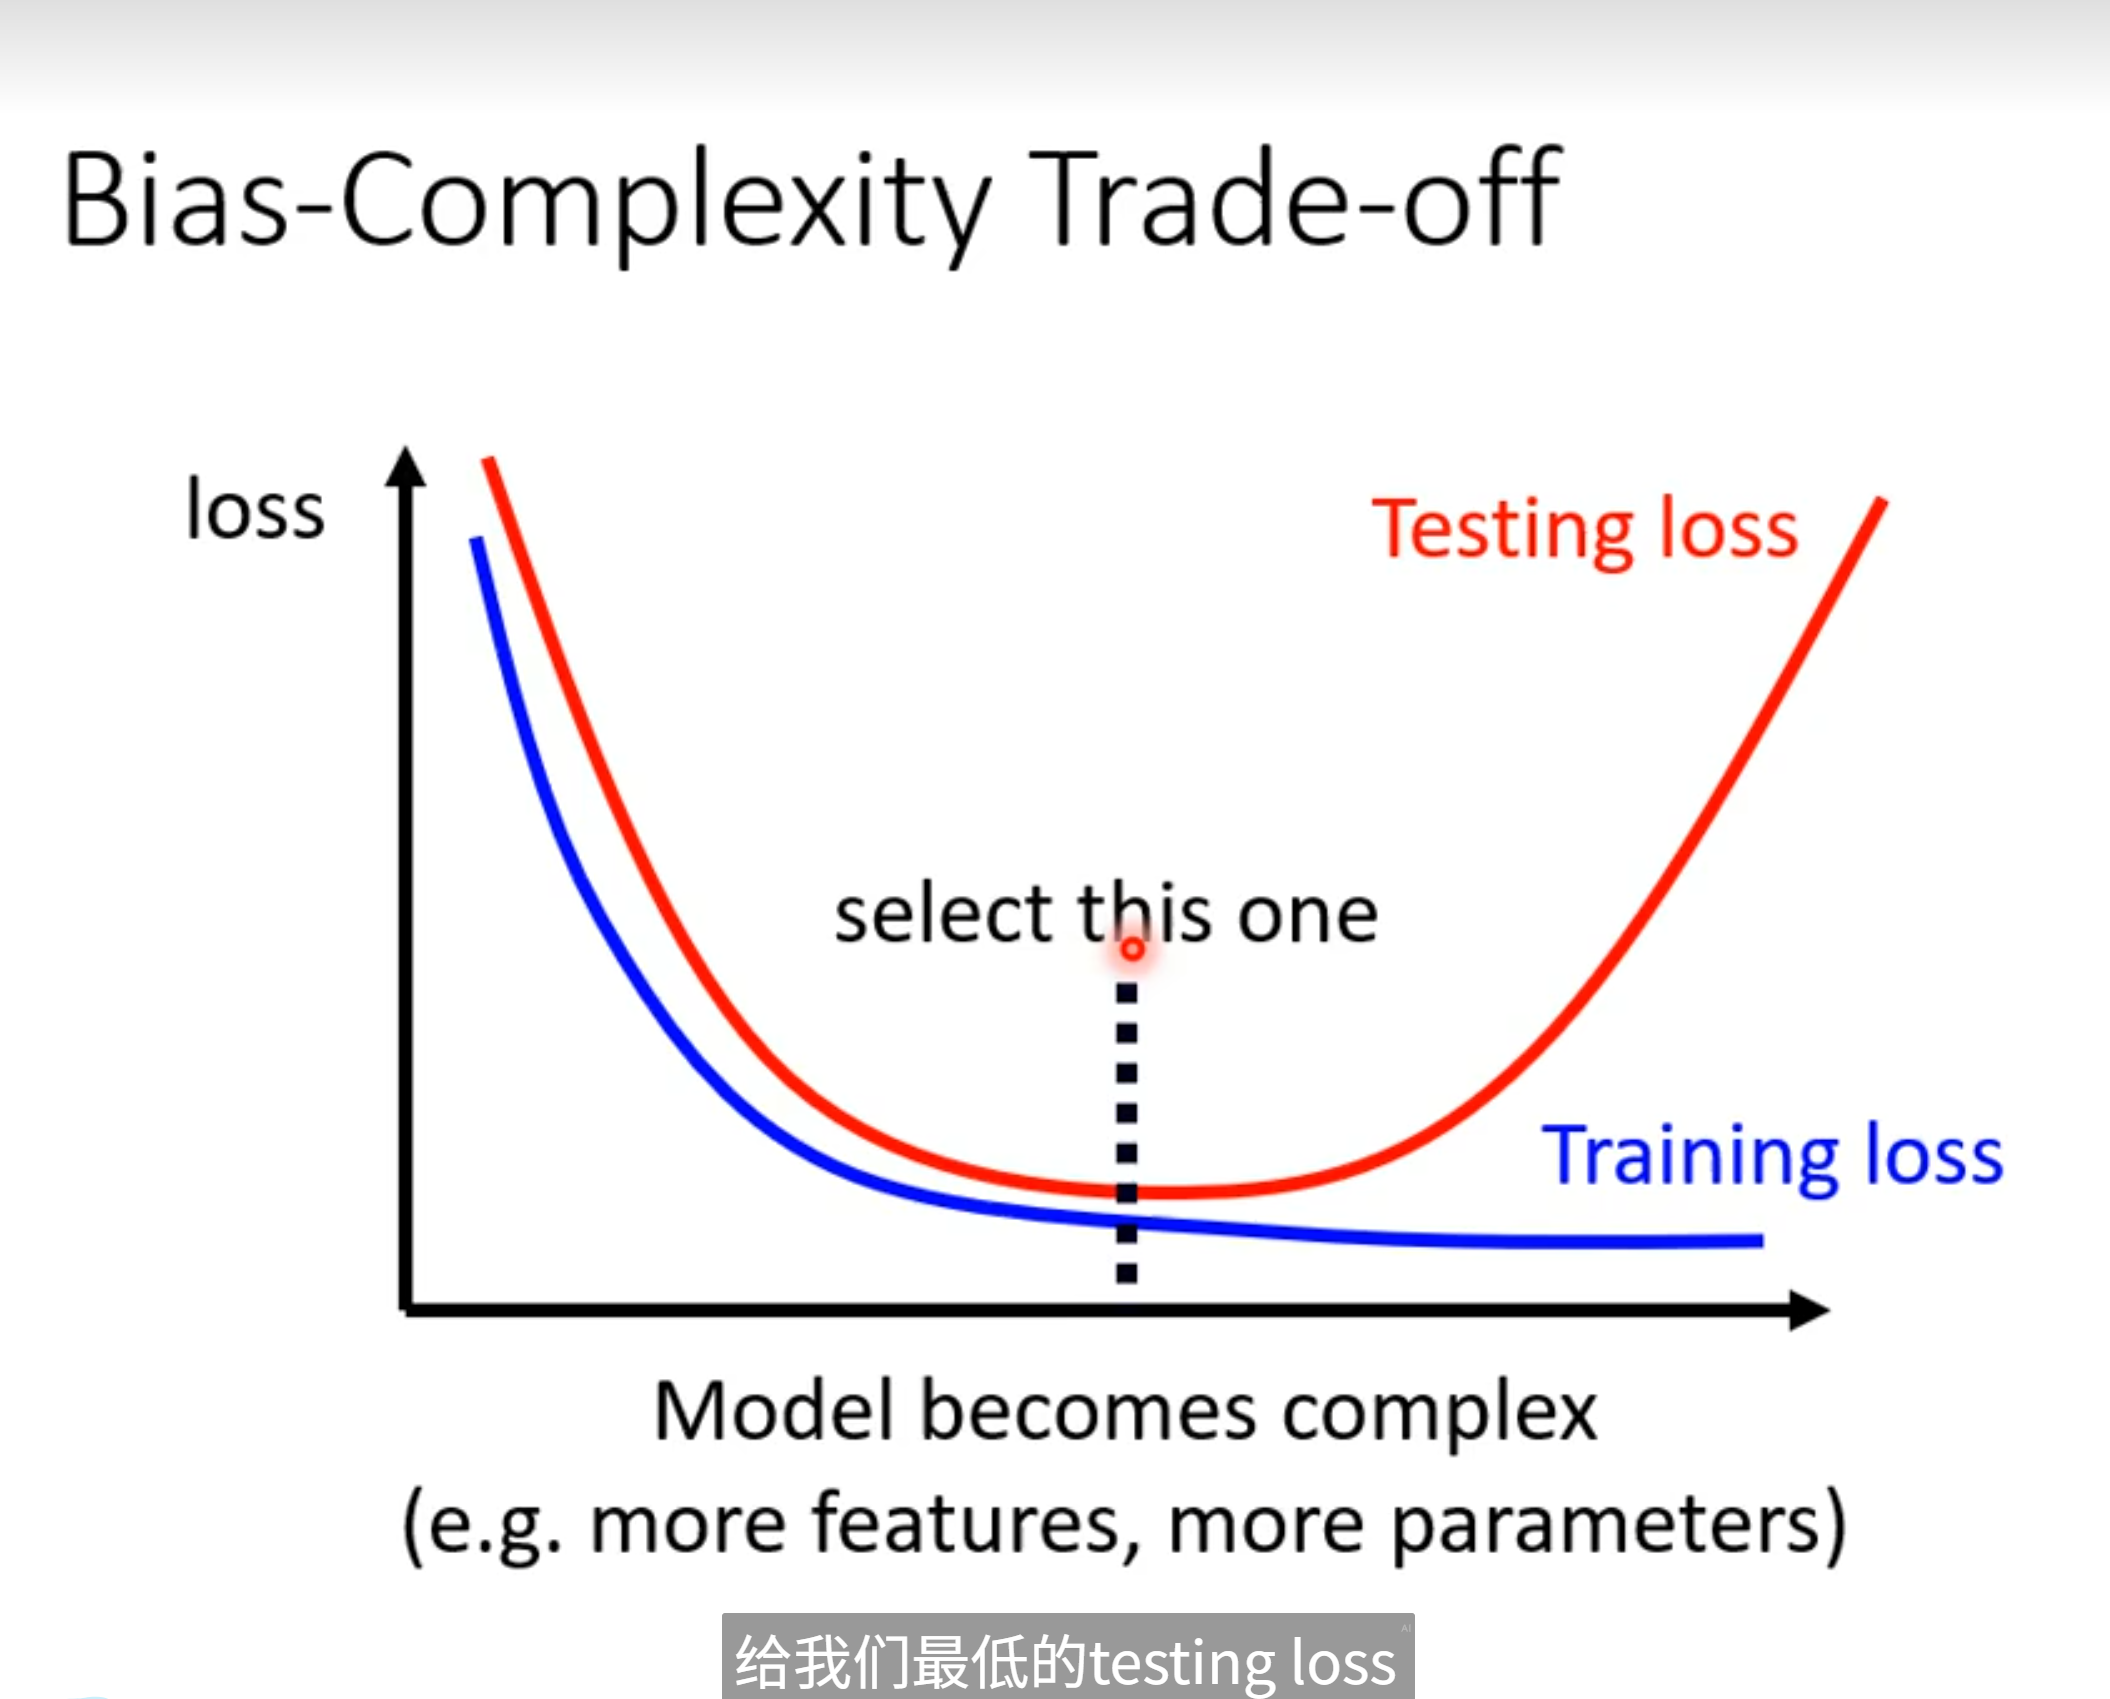 Bias-Complexity Trade-off
loss
Testing loss
select this one
Training loss
Model becomes complex
(e.g. more features, more parameters)
AI
给我们最低的testing loss